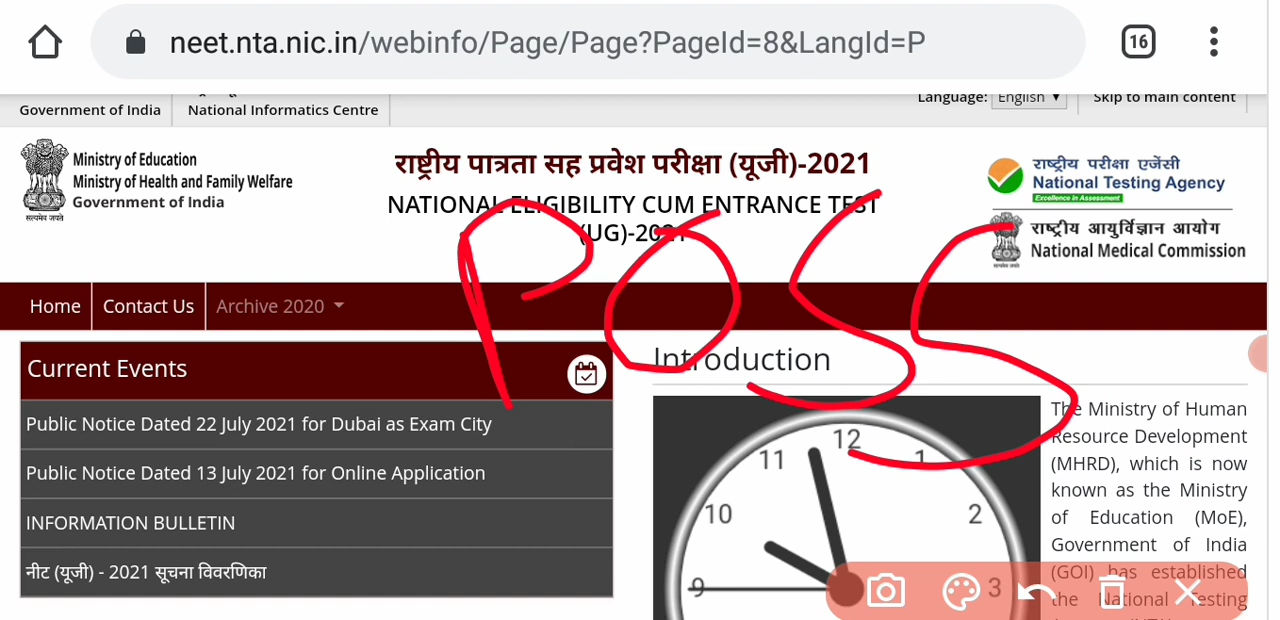 neet.nta.nic.in/webinfo/Page/Page?PageId=8&LangId=P
16
Government of India
National Informatics Centre
Language: English
Skip to main content
Ministry of Education
Ministry of Health and Family Welfare
Government of India
सत्यमेव जयते
राष्ट्रीय पात्रता सह प्रवेश परीक्षा (यूजी)-2021
NATIONAL ELIGIBILITY CUM ENTRANCE TEST
(UG)-2021
राष्ट्रीय परीक्षा एजेंसी
National Testing Agency
Excellence in Assessment
राष्ट्रीय आयुर्विज्ञान आयोग
National Medical Commission
Poss
Home
Contact Us
Archive 2020
Current Events
Public Notice Dated 22 July 2021 for Dubai as Exam City
Public Notice Dated 13 July 2021 for Online Application
INFORMATION BULLETIN
नीट (यूजी) - 2021 सूचना विवरणिका
Introduction
12
11
1
10
2
9
3
The Ministry of Human
Resource Development
(MHRD), which is now
known as the Ministry
of Education (MoE),
Government of India
(GOI) has established
the National Testing